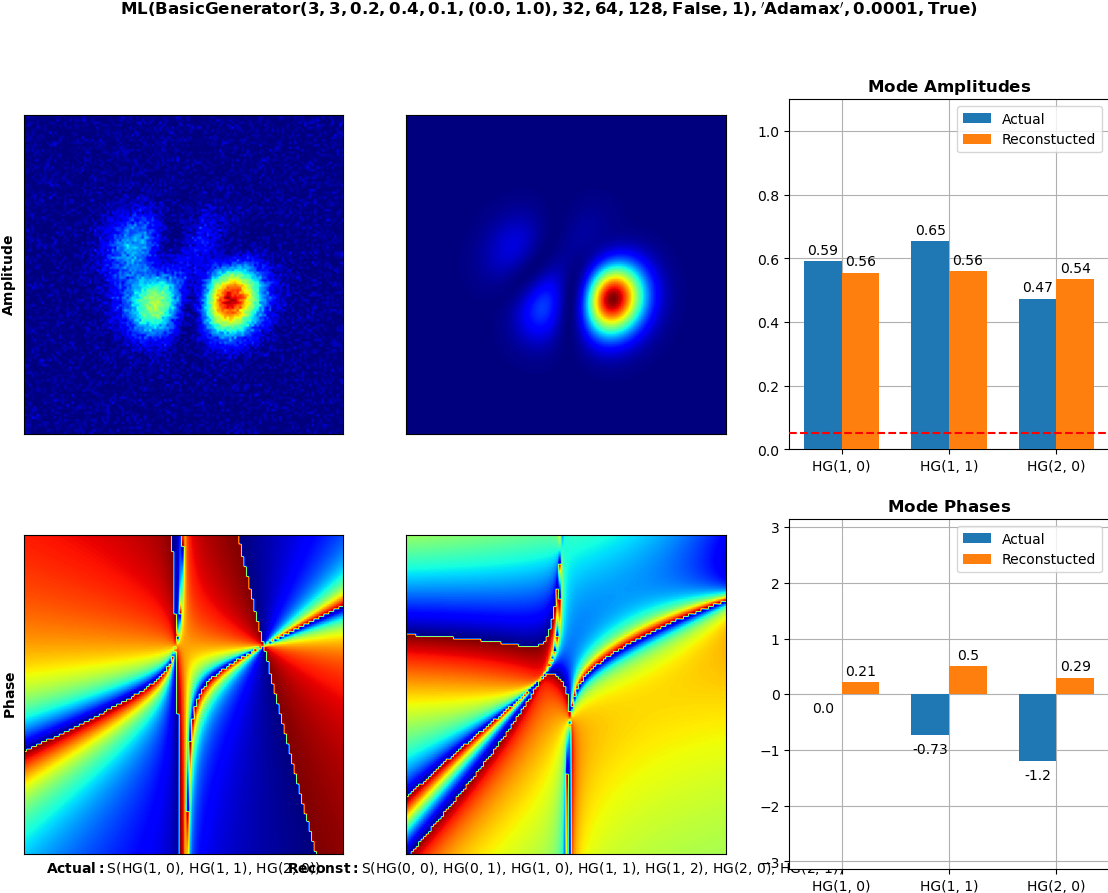 ML(BasicGenerator(3, 3, 0.2, 0.4, 0.1, (0.0, 1.0), 32, 64, 128, False, 1), ′Adamax′, 0.0001, True)
Amplitude
Mode Amplitudes
Actual
Reconstucted
1.0
0.8
0.6
0.4
0.2
0.0
0.59
0.56
0.65
0.56
0.47
0.54
HG(1, 0)
HG(1, 1)
HG(2, 0)
Phase
Mode Phases
Actual
Reconstucted
3
2
1
0
−1
−2
−3
0.0
0.21
-0.73
0.5
-1.2
0.29
HG(1, 0)
HG(1, 1)
HG(2, 0)
Actual: S(HG(1, 0), HG(1, 1), HG(2, 0))
Reconst: S(HG(0, 0), HG(0, 1), HG(1, 0), HG(1, 1), HG(1, 2), HG(2, 0), HG(2, 1))